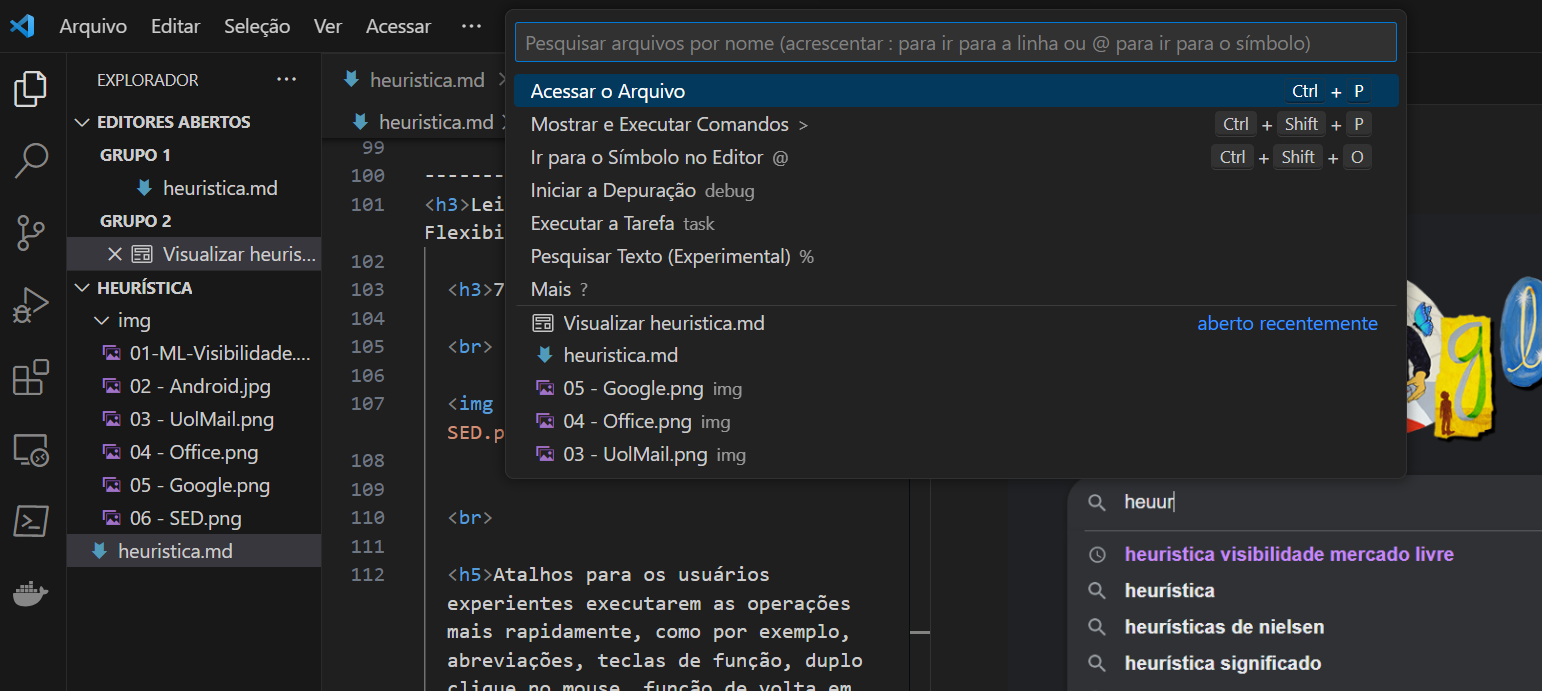 Arquivo Editar Seleção Ver Acessar ···
Pesquisar arquivos por nome (acrescentar : para ir para a linha ou @ para ir para o símbolo)
Acessar o Arquivo Ctrl + P
Mostrar e Executar Comandos > Ctrl + Shift + P
Ir para o Símbolo no Editor @ Ctrl + Shift + O
Iniciar a Depuração debug
Executar a Tarefa task
Pesquisar Texto (Experimental) %
Mais ?
Visualizar heuristica.md aberto recentemente
heuristica.md
05 - Google.png img
04 - Office.png img
03 - UolMail.png img
EXPLORADOR ···
EDITORES ABERTOS
GRUPO 1
heuristica.md
GRUPO 2
Visualizar heuris...
HEURÍSTICA
img
01-ML-Visibilidade....
02 - Android.jpg
03 - UolMail.png
04 - Office.png
05 - Google.png
06 - SED.png
heuristica.md
heuristica.md >
heuristica.md
99
100 -------
101 <h3>Lei
Flexibi
102
103 <h3>7
104
105 <br>
106
107 <img
SED.p
108
109
110 <br>
111
112 <h5>Atalhos para os usuários
experientes executarem as operações
mais rapidamente, como por exemplo,
abreviações, teclas de função, duplo
clique no mouse, função de volta em
gl
heuur
heuristica visibilidade mercado livre
heurística
heurísticas de nielsen
heurística significado